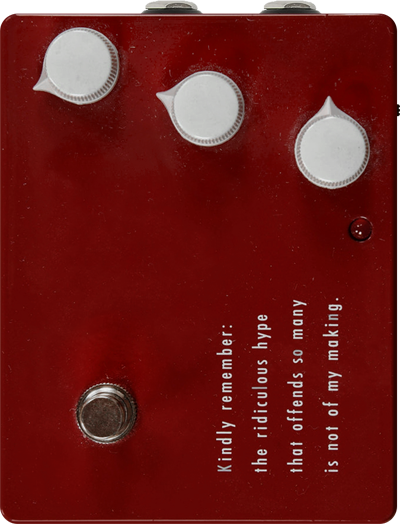 Kindly remember:
the ridiculous hype
that offends so many
is not of my making.